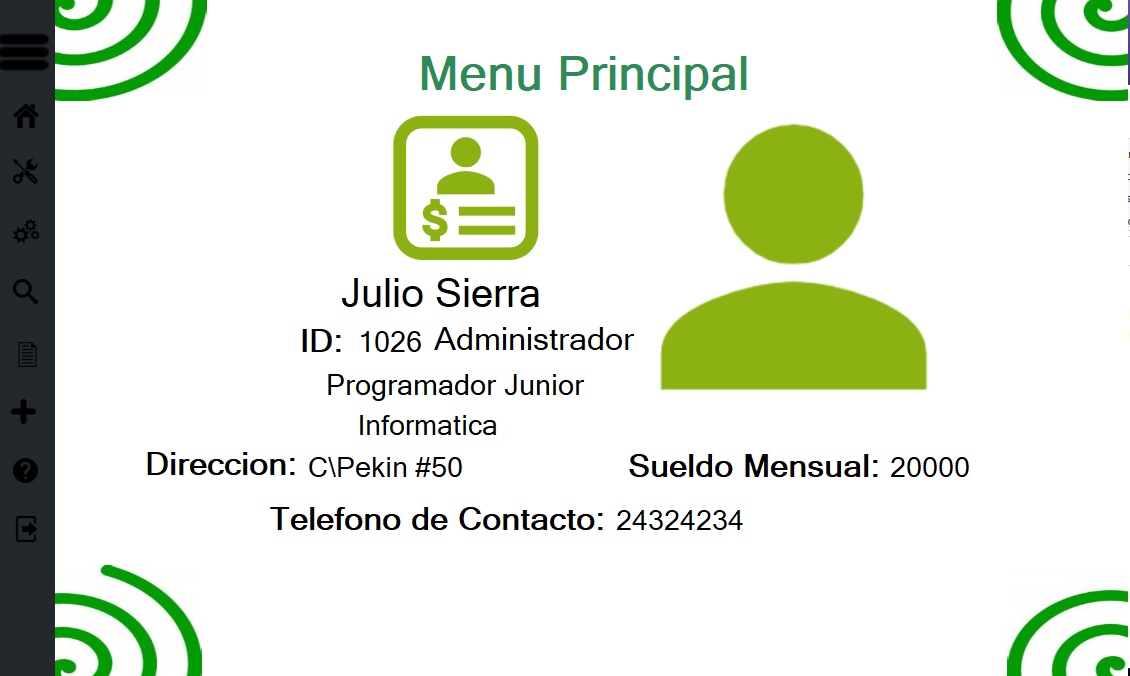 Menu Principal
$
Julio Sierra
ID: 1026 Administrador
Programador Junior
Informatica
Direccion: C\Pekin #50
Sueldo Mensual: 20000
Telefono de Contacto: 24324234